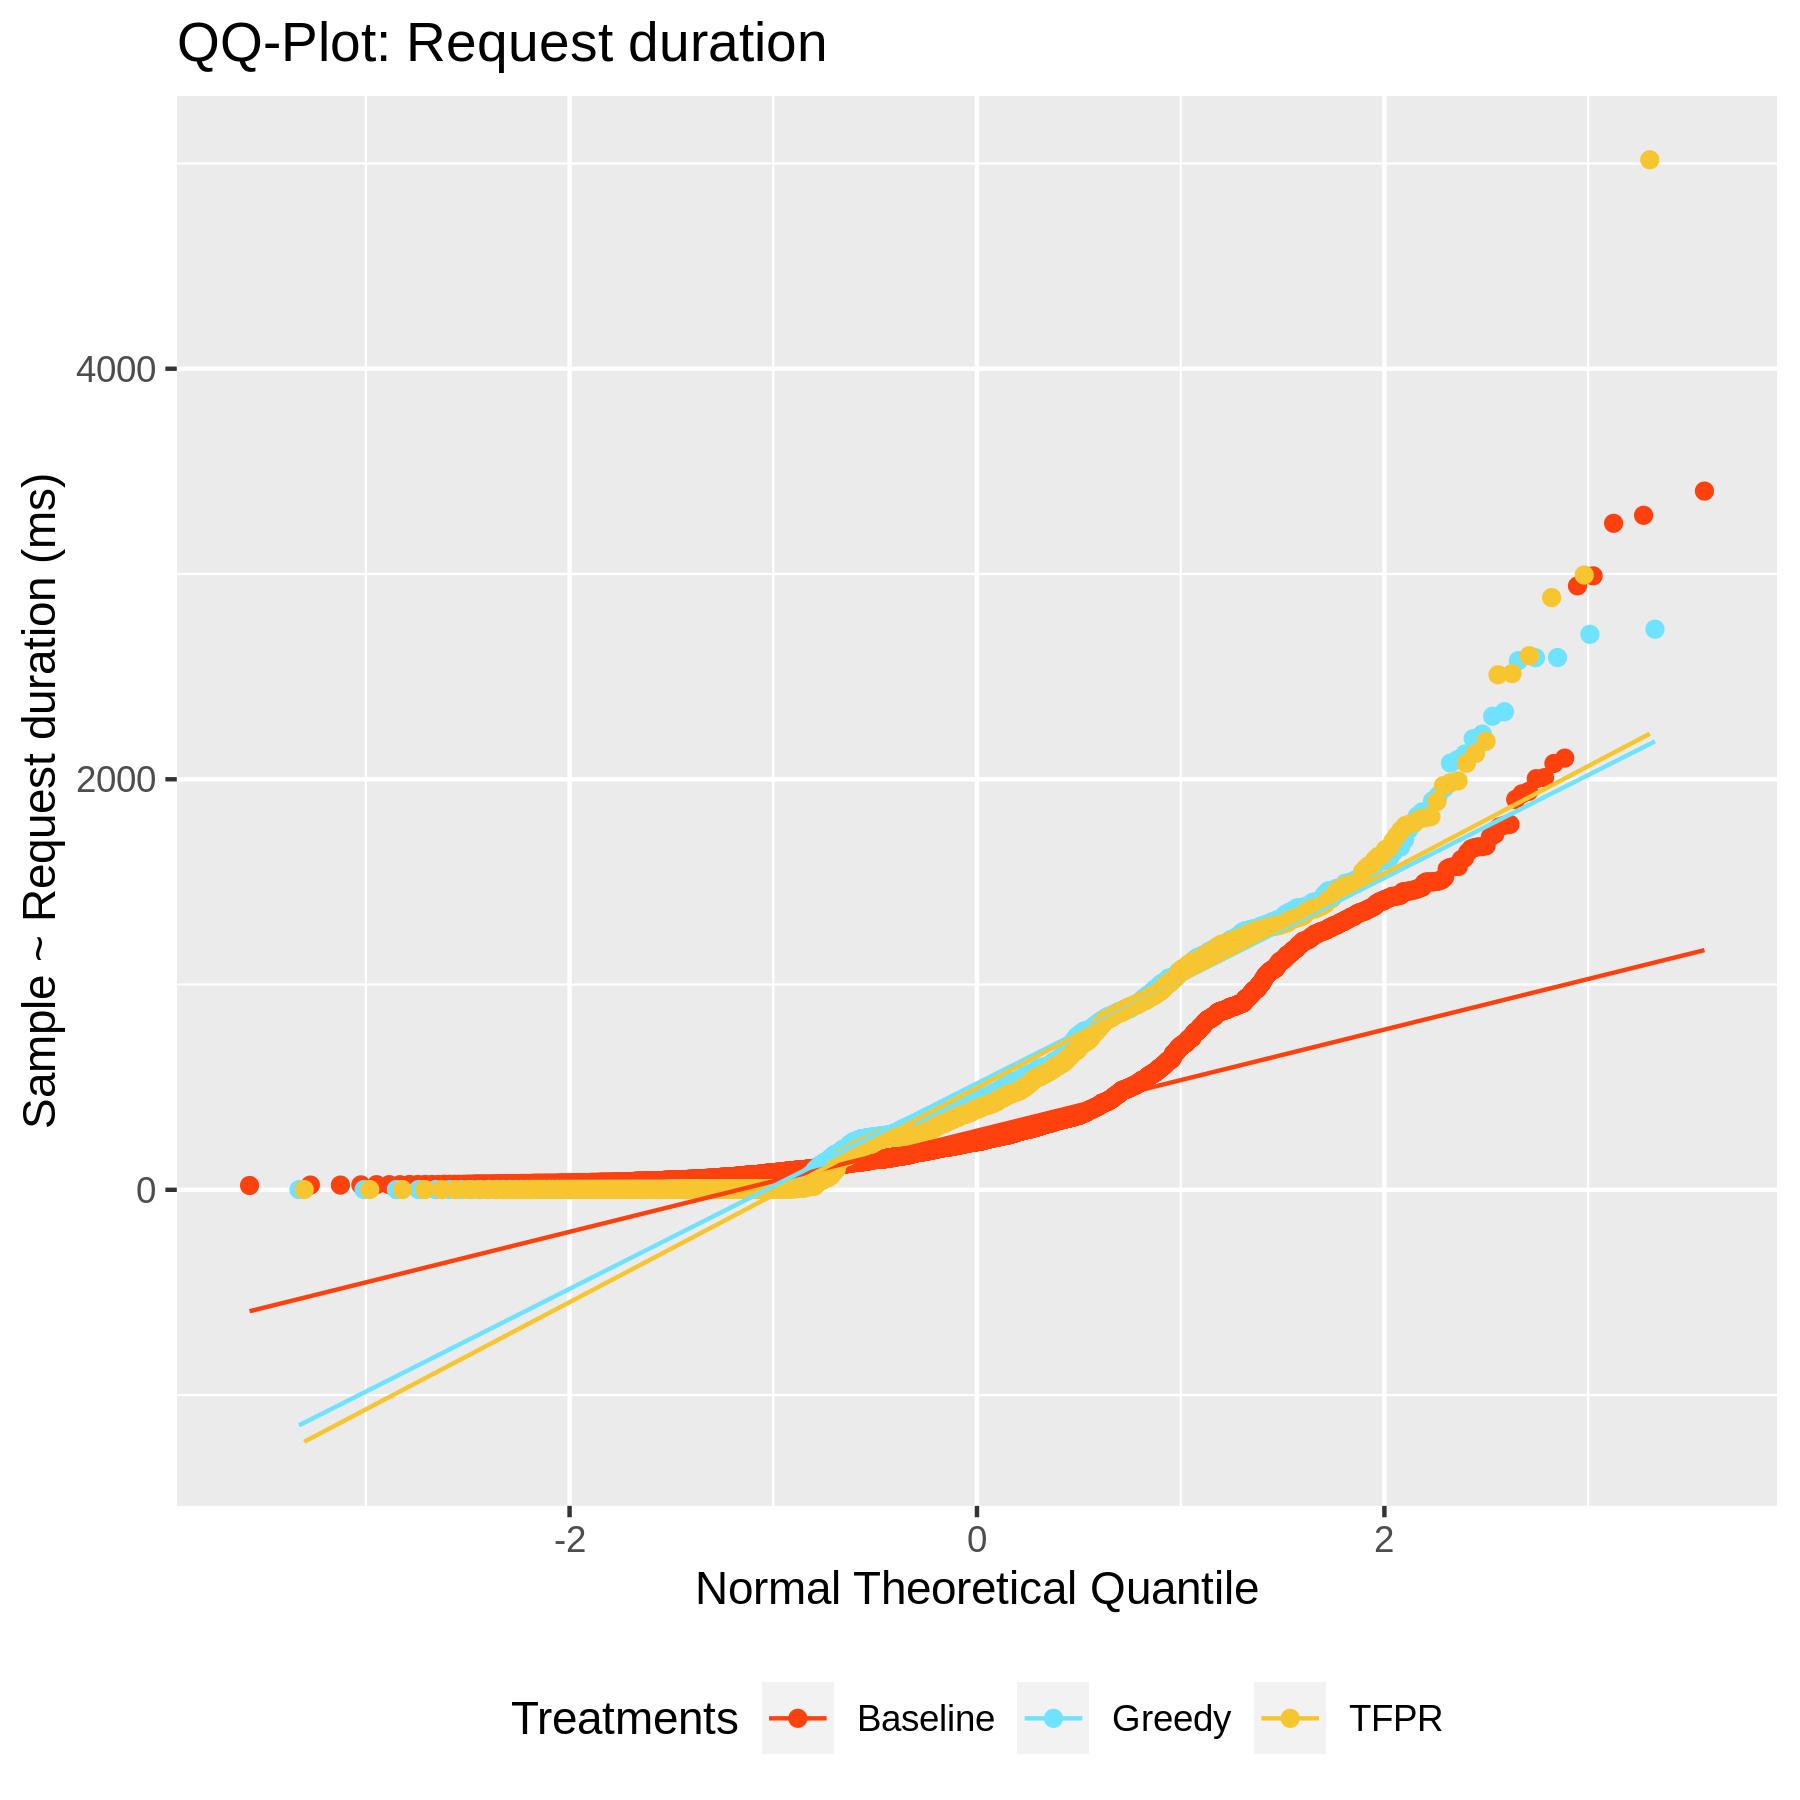 QQ-Plot: Request duration
Sample ~ Request duration (ms)
4000
2000
0
-2
0
2
Normal Theoretical Quantile
Treatments
Baseline
Greedy
TFPR